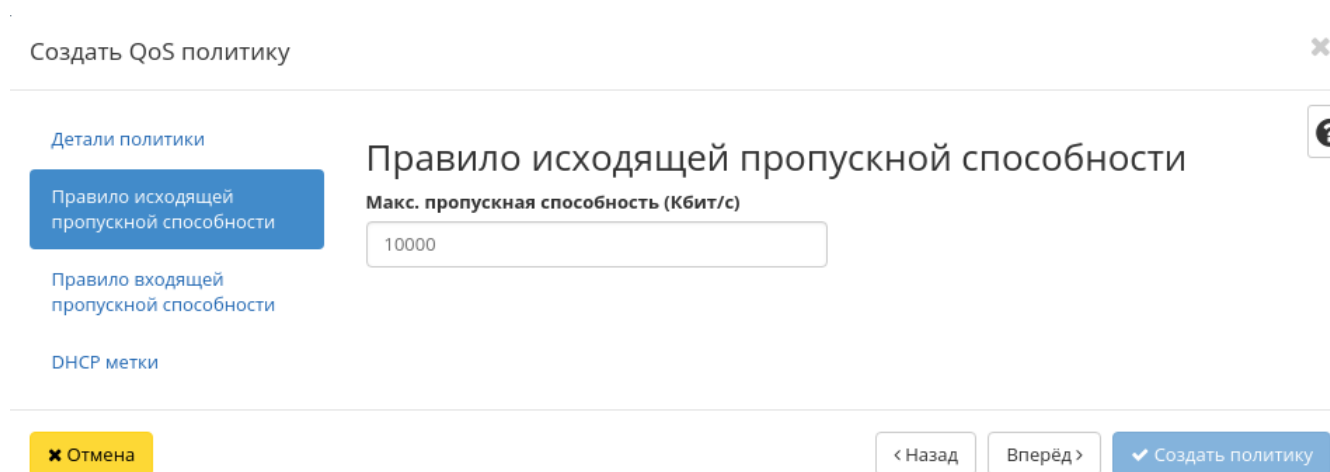 Создать QoS политику
Детали политики
Правило исходящей
пропускной способности
Правило входящей
пропускной способности
DHCP метки
Правило исходящей пропускной способности
Макс. пропускная способность (Кбит/с)
10000
Отмена
Назад
Вперёд
Создать политику